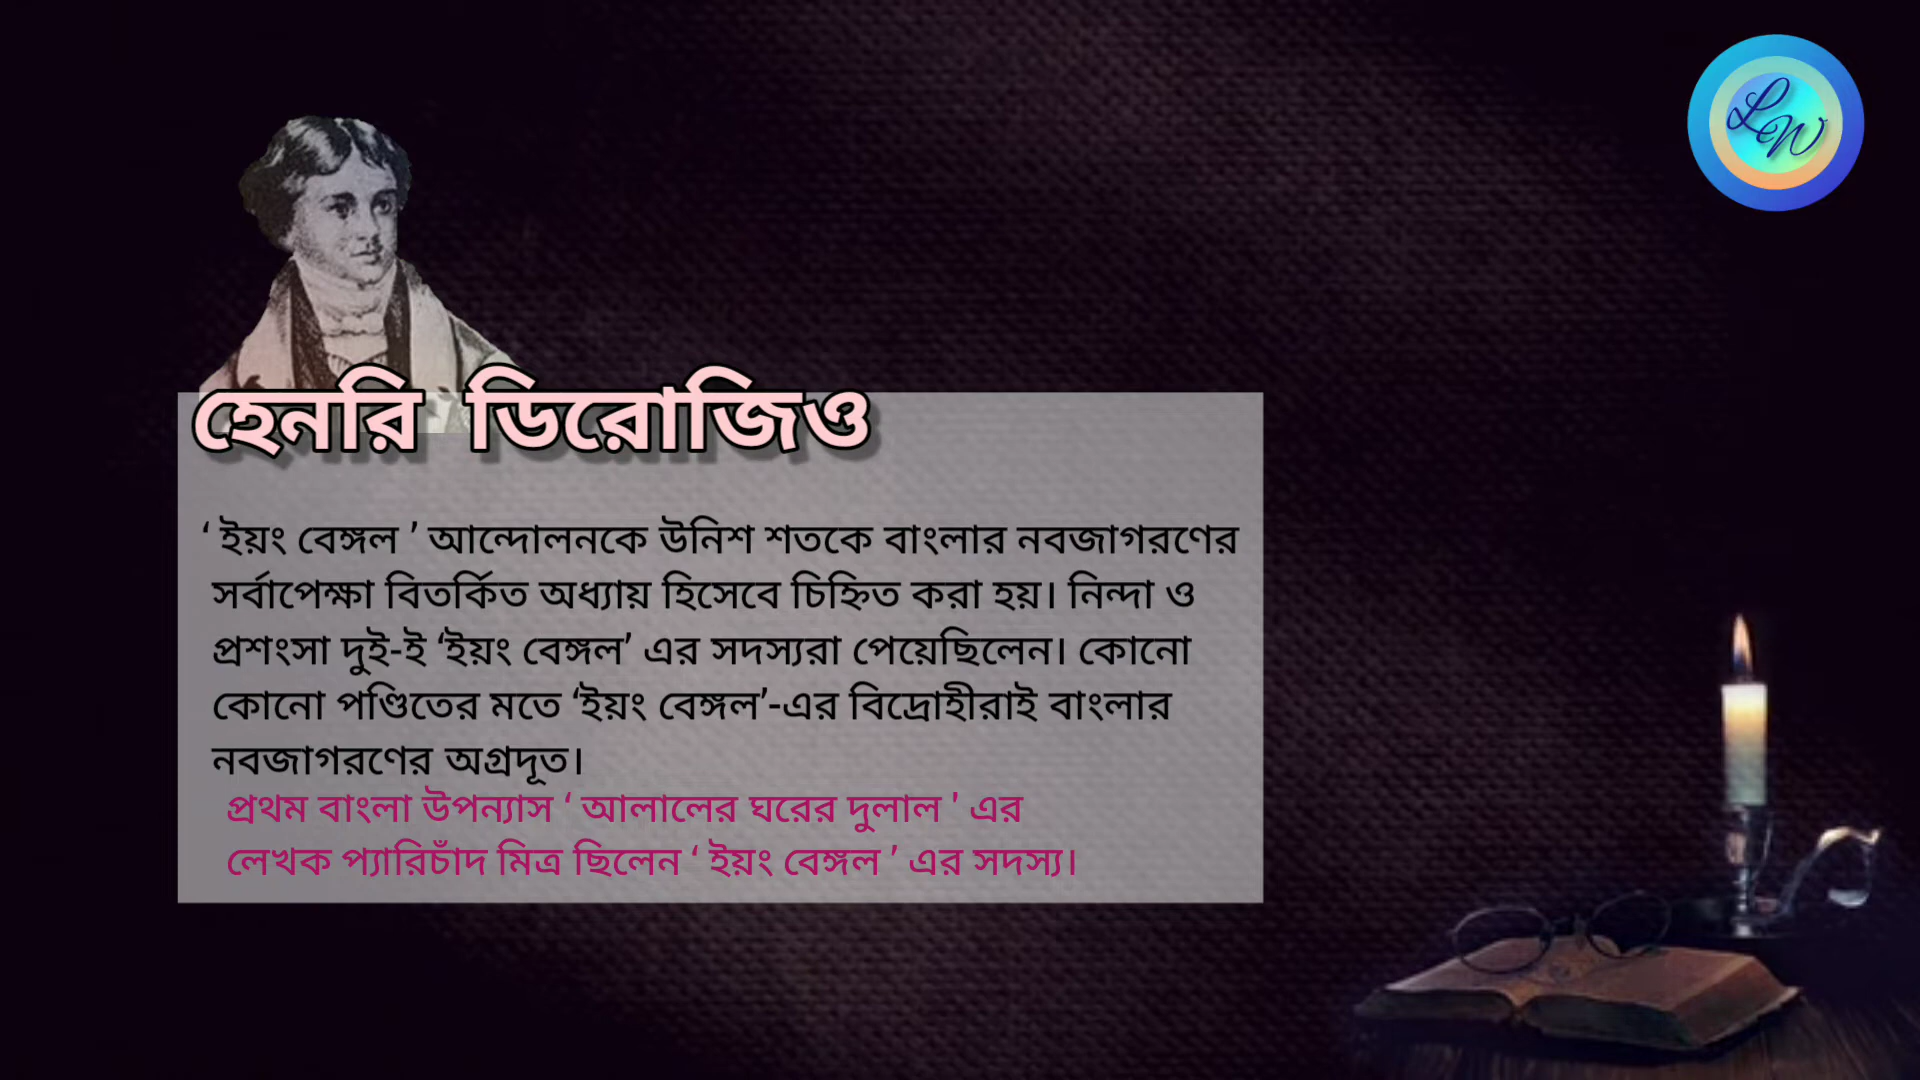 LW
হেনরি ডিরোজিও
‘ ইয়ং বেঙ্গল ’ আন্দোলনকে উনিশ শতকে বাংলার নবজাগরণের
সর্বাপেক্ষা বিতর্কিত অধ্যায় হিসেবে চিহ্নিত করা হয়। নিন্দা ও
প্রশংসা দুই-ই ‘ইয়ং বেঙ্গল’ এর সদস্যরা পেয়েছিলেন। কোনো
কোনো পণ্ডিতের মতে ‘ইয়ং বেঙ্গল’-এর বিদ্রোহীরাই বাংলার
নবজাগরণের অগ্রদূত।
প্রথম বাংলা উপন্যাস ‘ আলালের ঘরের দুলাল ' এর
লেখক প্যারিচাঁদ মিত্র ছিলেন ‘ ইয়ং বেঙ্গল ’ এর সদস্য।